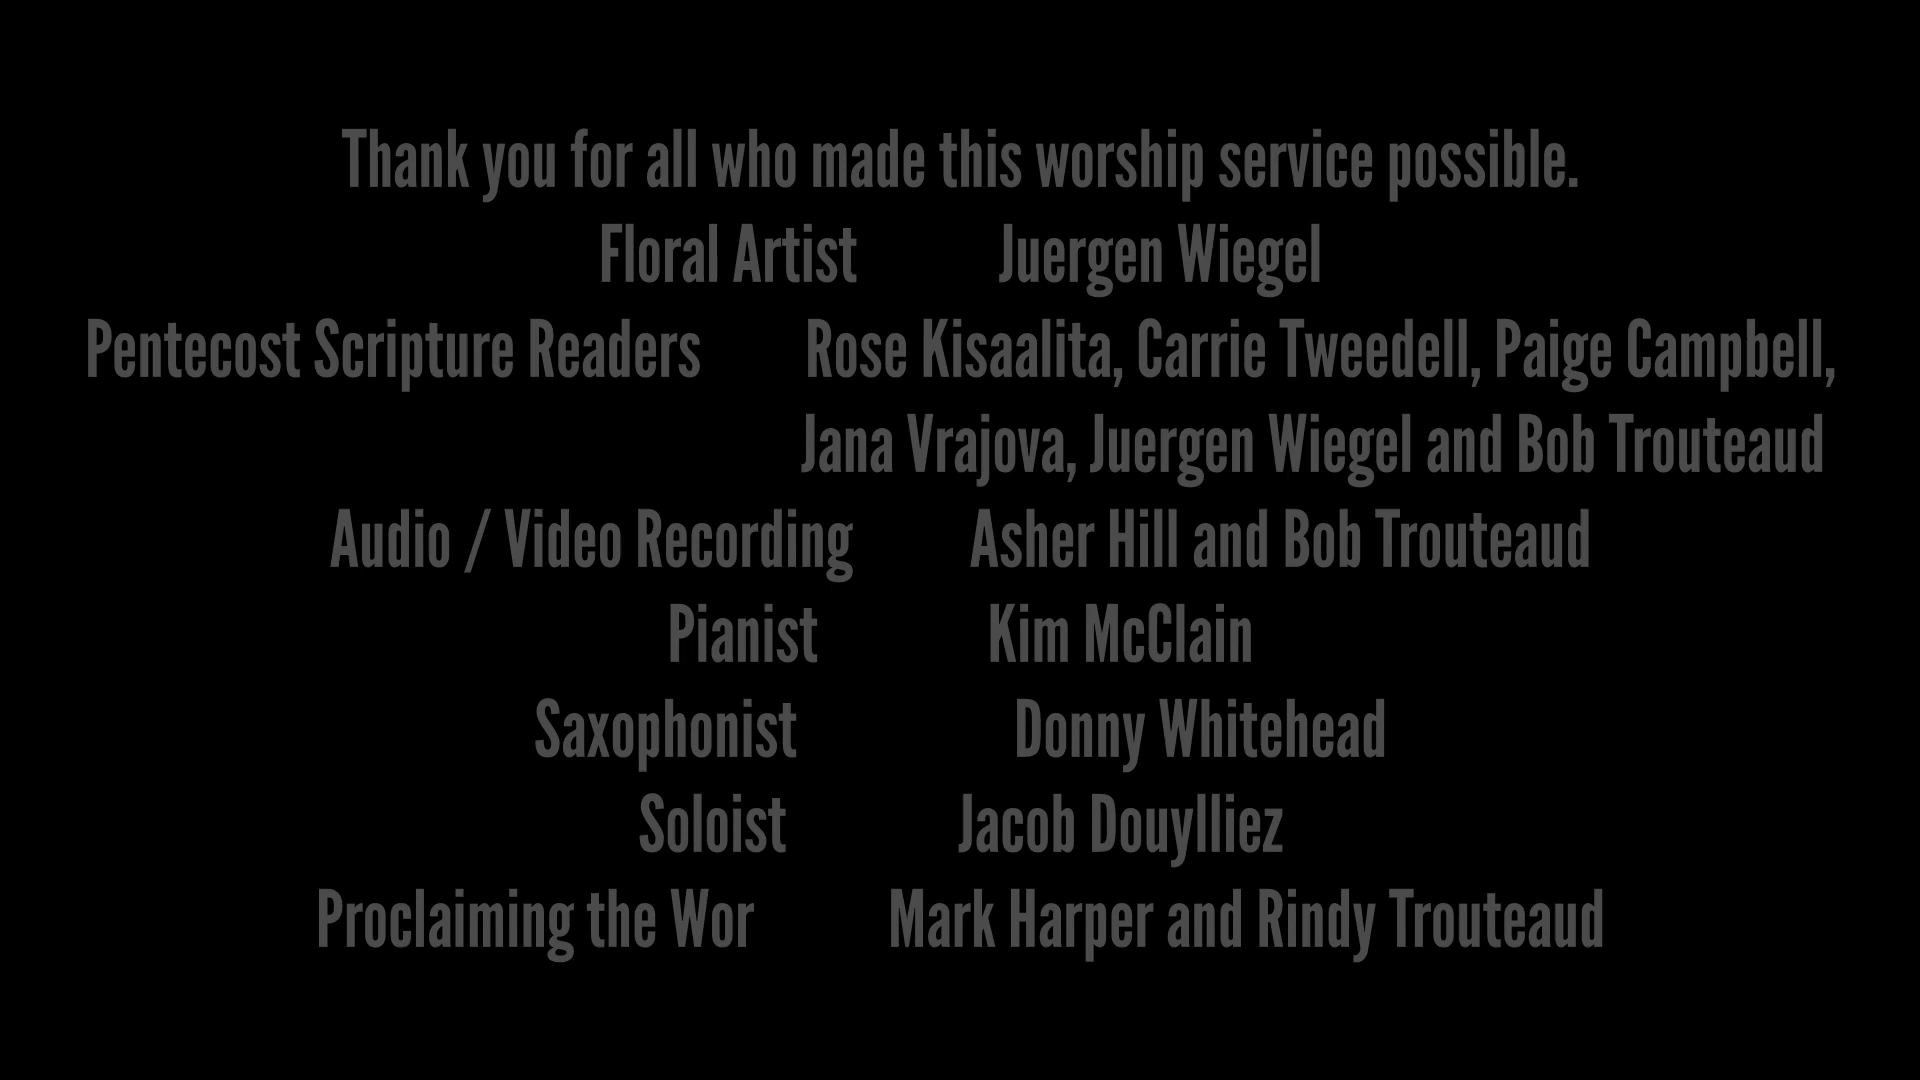 Thank you for all who made this worship service possible.
Floral Artist Juergen Wiegel
Pentecost Scripture Readers Rose Kisaalita, Carrie Tweedell, Paige Campbell,
Jana Vrajova, Juergen Wiegel and Bob Trouteaud
Audio / Video Recording Asher Hill and Bob Trouteaud
Pianist Kim McClain
Saxophonist Donny Whitehead
Soloist Jacob Douylliez
Proclaiming the Wor Mark Harper and Rindy Trouteaud